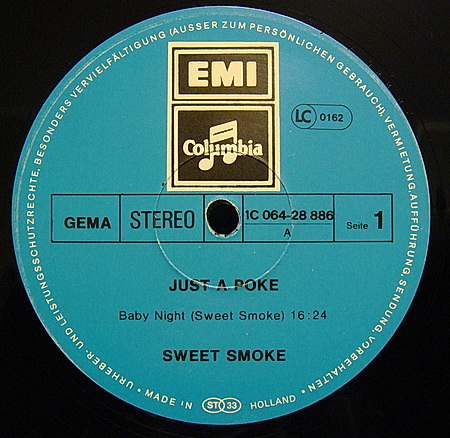 EMI
Columbia
LC 0162
GEMA STEREO 1C 064-28 886 Seite 1
A
JUST A POKE
Baby Night (Sweet Smoke) 16:24
SWEET SMOKE
URHEBER- UND LEISTUNGSSCHUTZRECHTE, BESONDERS VERVIELFÄLTIGUNG (AUSSER ZUM PERSÖNLICHEN GEBRAUCH), VERMIETUNG, AUFFÜHRUNG, SENDUNG, VORBEHALTEN •
• MADE IN ST 33 HOLLAND •